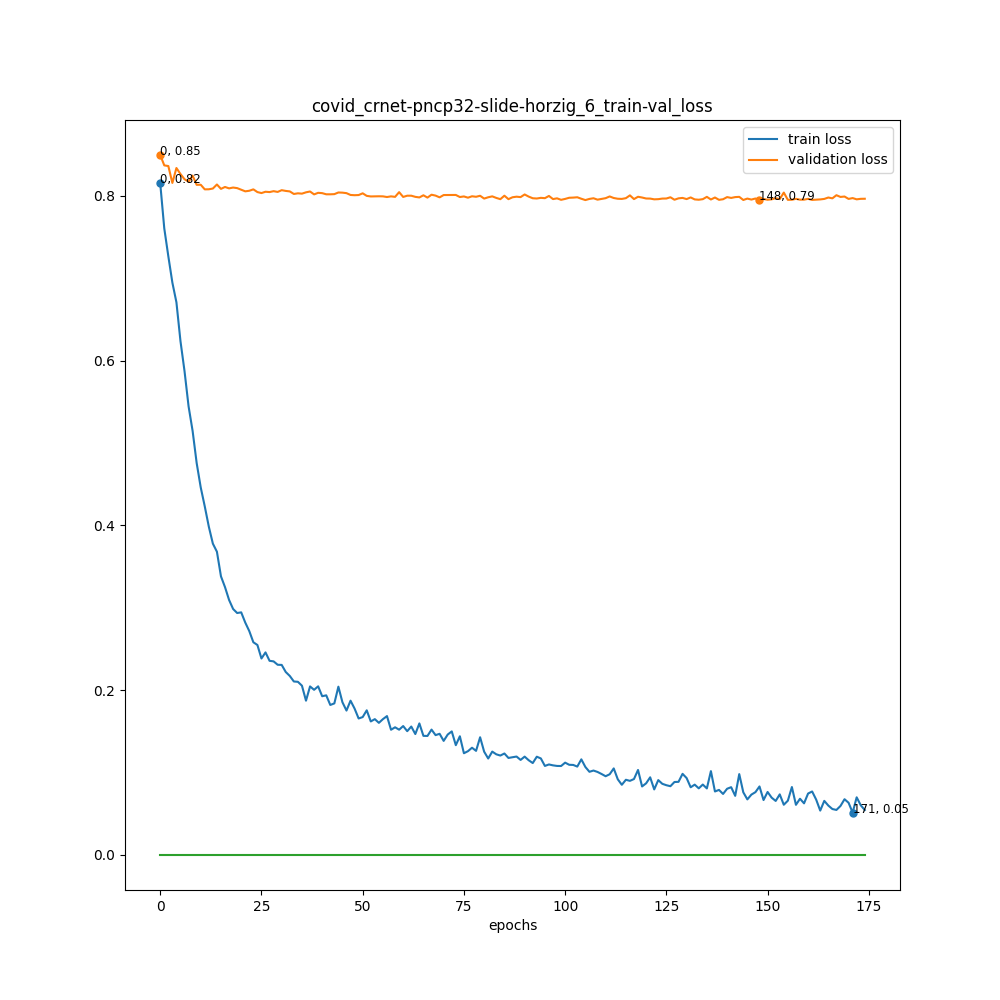 covid_crnet-pncp32-slide-horzig_6_train-val_loss
train loss
validation loss
0, 0.85
0, 0.82
148, 0.79
171, 0.05
0.8
0.6
0.4
0.2
0.0
0 25 50 75 100 125 150 175
epochs